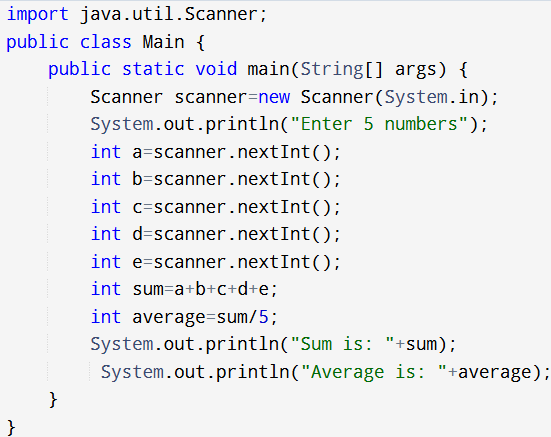 import java.util.Scanner;
public class Main {
    public static void main(String[] args) {
        Scanner scanner=new Scanner(System.in);
        System.out.println("Enter 5 numbers");
        int a=scanner.nextInt();
        int b=scanner.nextInt();
        int c=scanner.nextInt();
        int d=scanner.nextInt();
        int e=scanner.nextInt();
        int sum=a+b+c+d+e;
        int average=sum/5;
        System.out.println("Sum is: "+sum);
         System.out.println("Average is: "+average);
    }
}